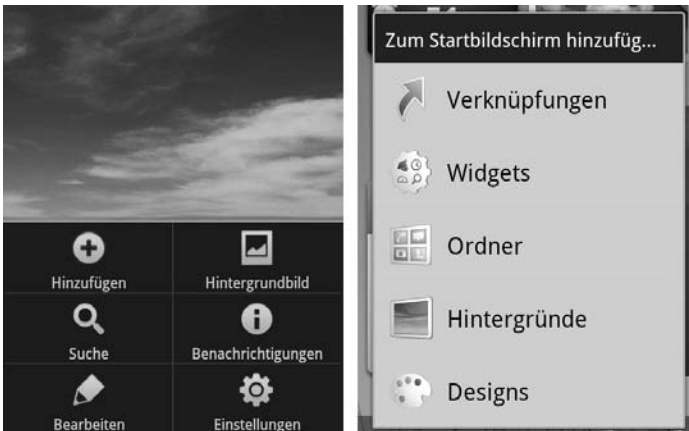 Hinzufügen
Hintergrundbild
Suche
Benachrichtigungen
Bearbeiten
Einstellungen
Zum Startbildschirm hinzufüg...
Verknüpfungen
Widgets
Ordner
Hintergründe
Designs